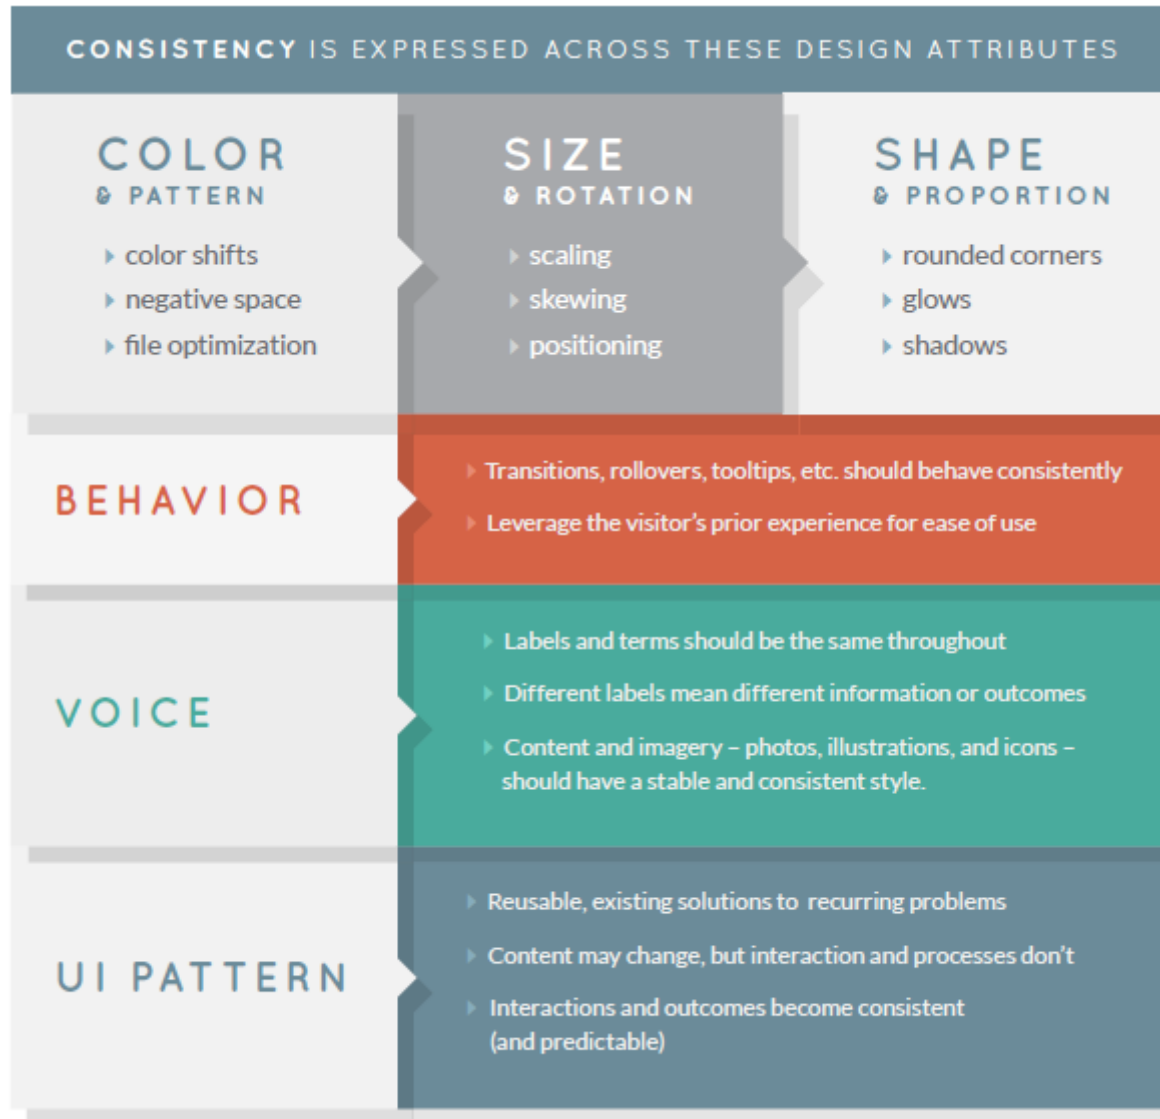 CONSISTENCY IS EXPRESSED ACROSS THESE DESIGN ATTRIBUTES
COLOR
& PATTERN
color shifts
negative space
file optimization
SIZE
& ROTATION
scaling
skewing
positioning
SHAPE
& PROPORTION
rounded corners
glows
shadows
BEHAVIOR
Transitions, rollovers, tooltips, etc. should behave consistently
Leverage the visitor's prior experience for ease of use
VOICE
Labels and terms should be the same throughout
Different labels mean different information or outcomes
Content and imagery – photos, illustrations, and icons –
should have a stable and consistent style.
UI PATTERN
Reusable, existing solutions to recurring problems
Content may change, but interaction and processes don't
Interactions and outcomes become consistent
(and predictable)